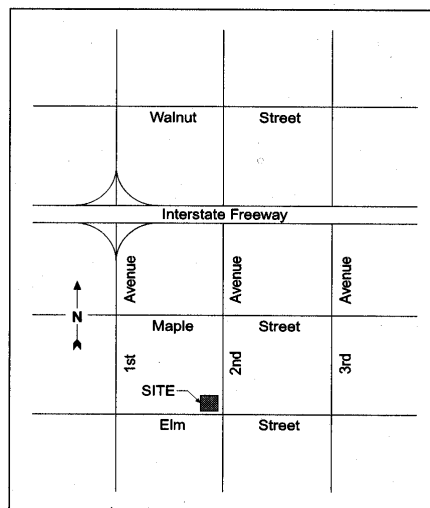 Walnut Street
Interstate Freeway
1st Avenue
2nd Avenue
3rd Avenue
N
Maple Street
SITE
Elm Street